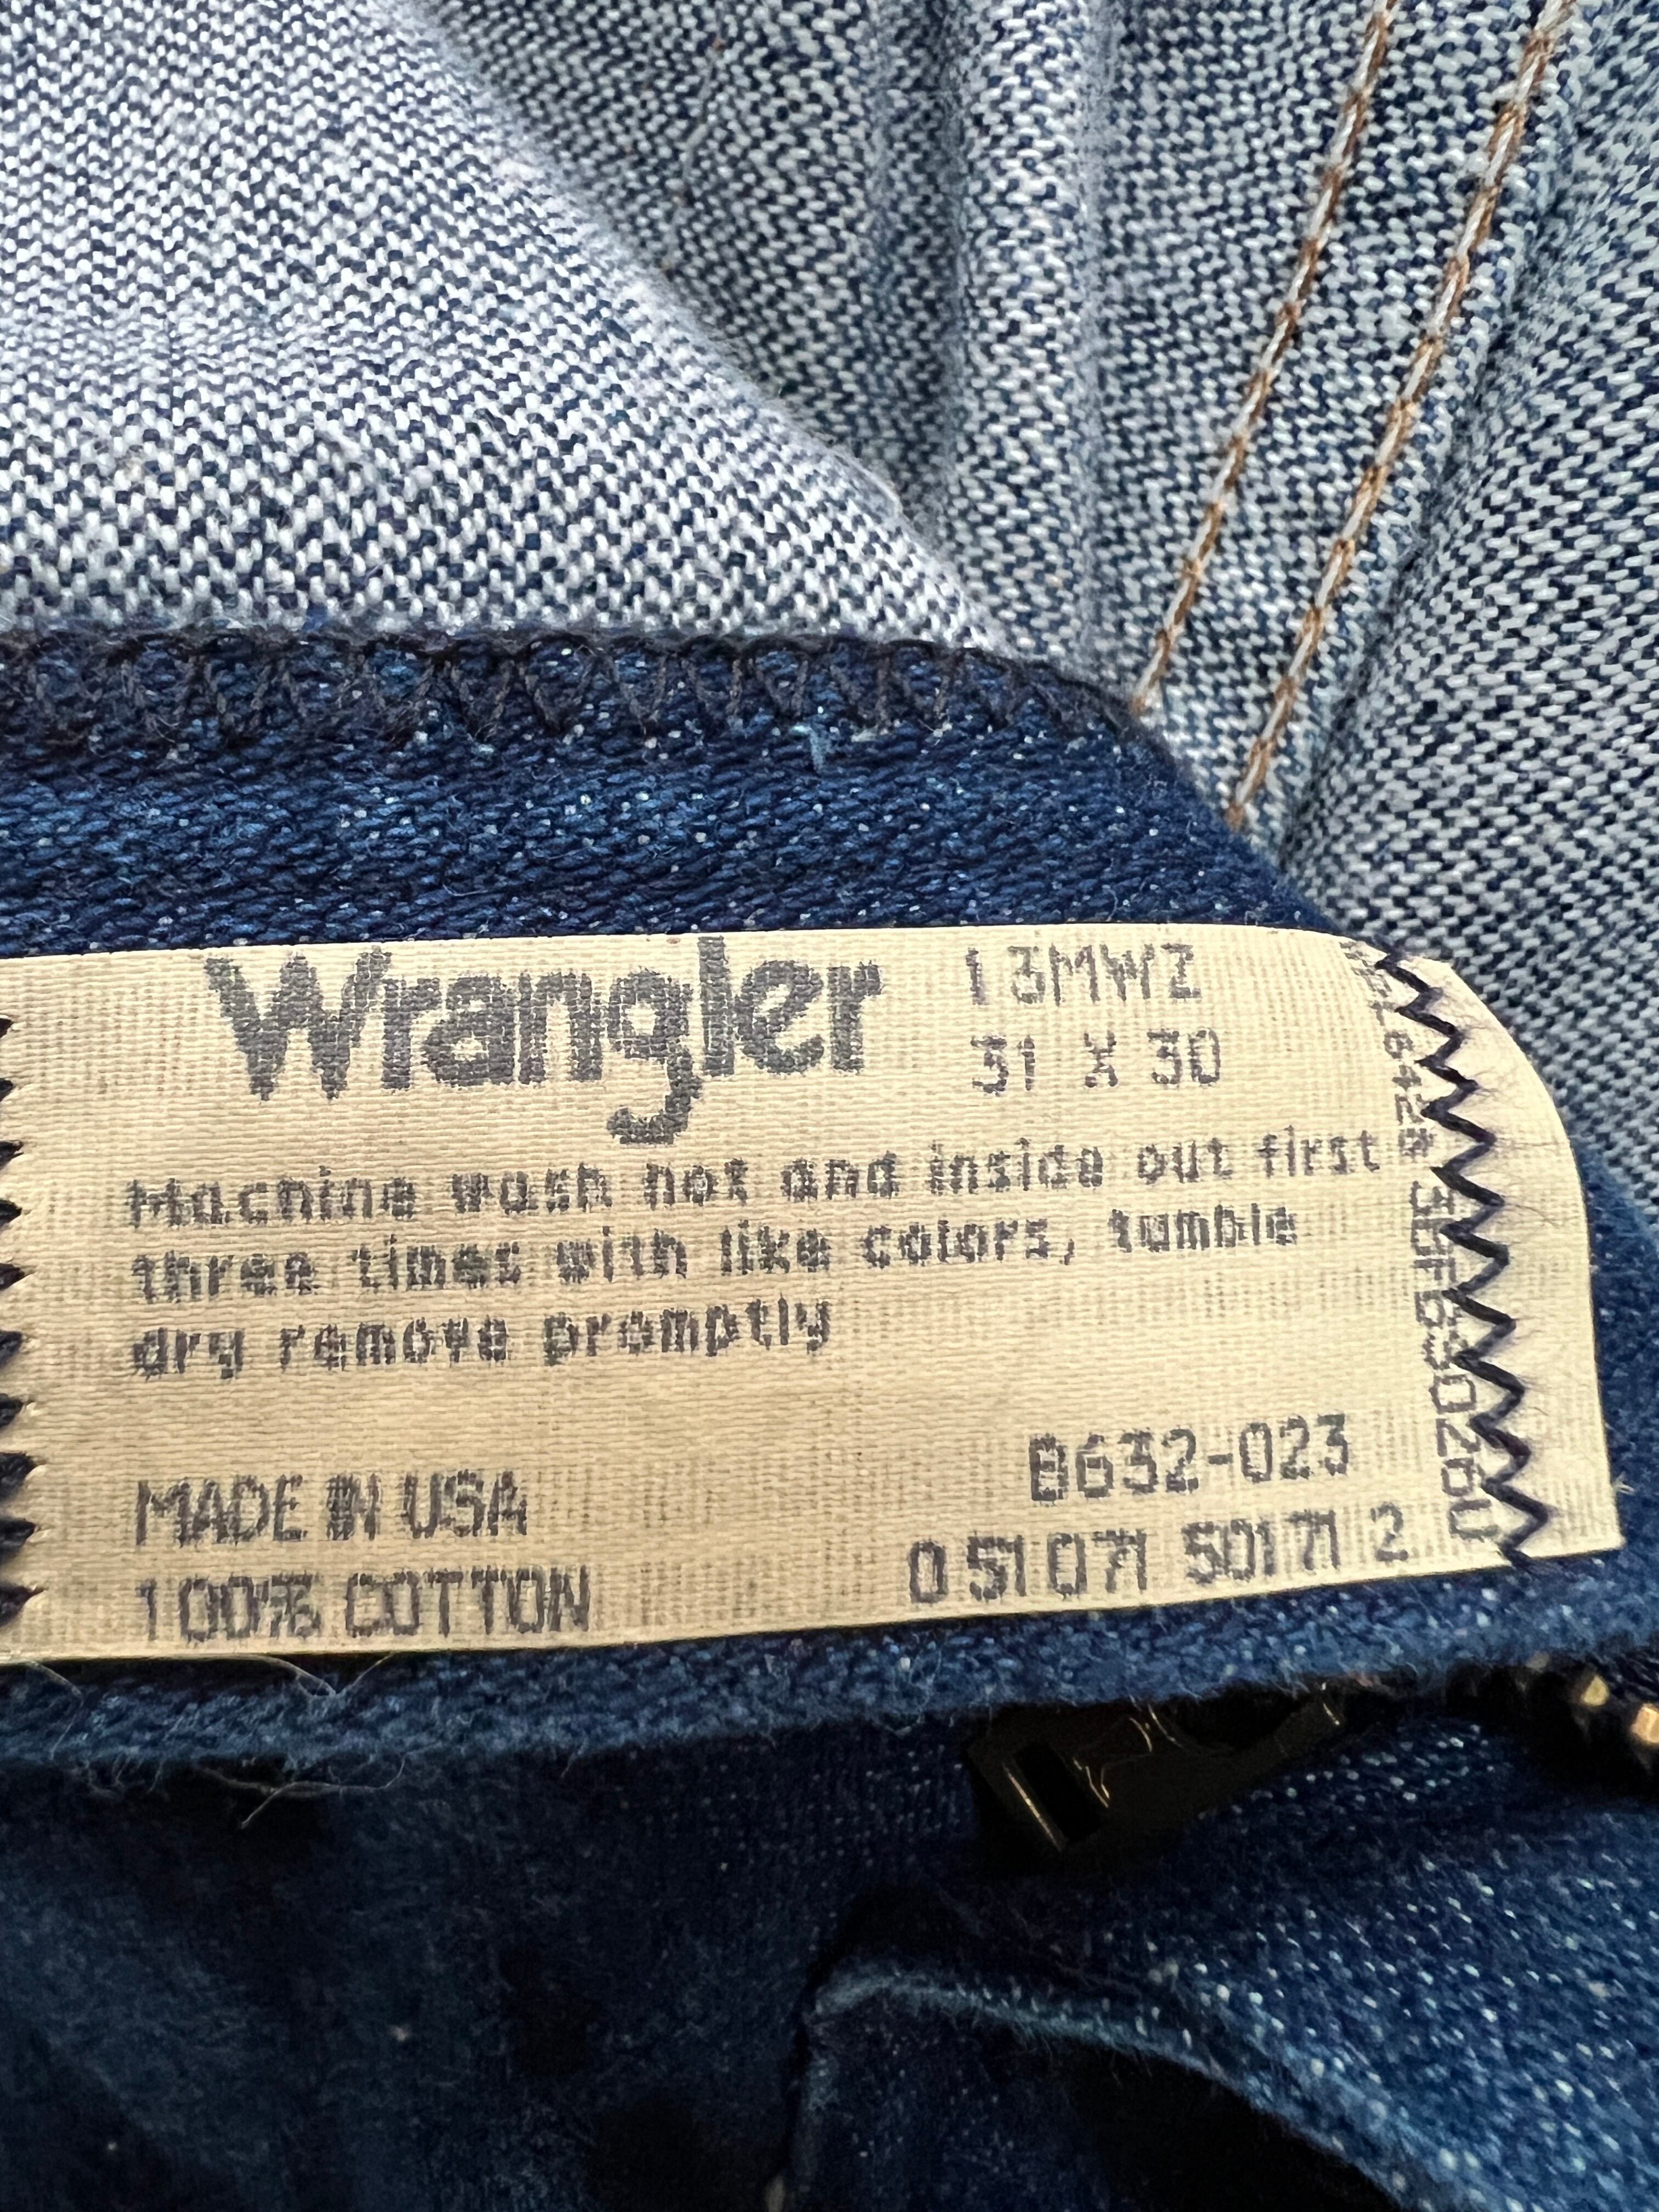 Wrangler
13MWZ
31 X 30
Machine wash hot and inside out first
three times with like colors, tumble
dry remove promptly
MADE IN USA
100% COTTON
B632-023
0 51071 50171 2